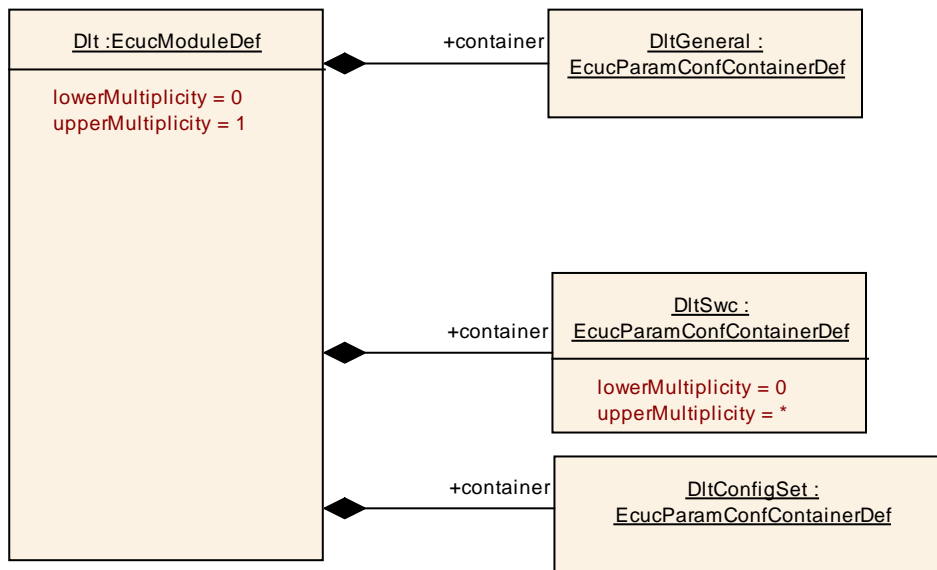 Dlt :EcucModuleDef
lowerMultiplicity = 0
upperMultiplicity = 1
+container
DltGeneral :
EcucParamConfContainerDef
+container
DltSwc :
EcucParamConfContainerDef
lowerMultiplicity = 0
upperMultiplicity = *
+container
DltConfigSet :
EcucParamConfContainerDef